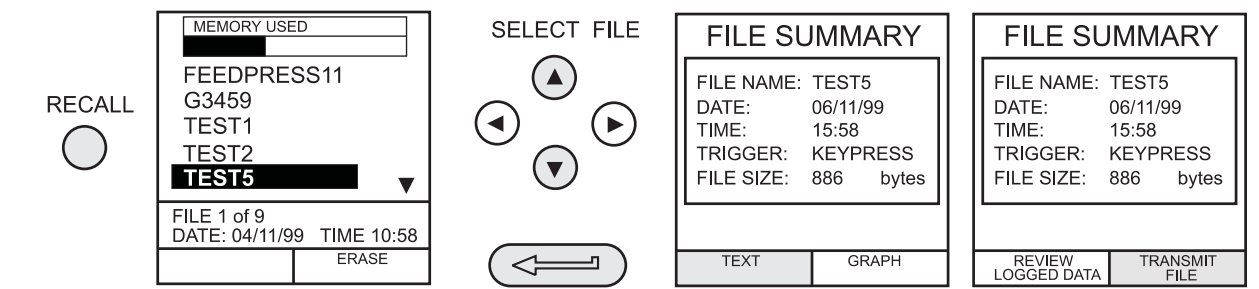 RECALL
MEMORY USED
FEEDPRESS11
G3459
TEST1
TEST2
TEST5
FILE 1 of 9
DATE: 04/11/99 TIME 10:58
ERASE
SELECT FILE
FILE SUMMARY
FILE NAME: TEST5
DATE: 06/11/99
TIME: 15:58
TRIGGER: KEYPRESS
FILE SIZE: 886 bytes
TEXT GRAPH
FILE SUMMARY
FILE NAME: TEST5
DATE: 06/11/99
TIME: 15:58
TRIGGER: KEYPRESS
FILE SIZE: 886 bytes
REVIEW TRANSMIT
LOGGED DATA FILE